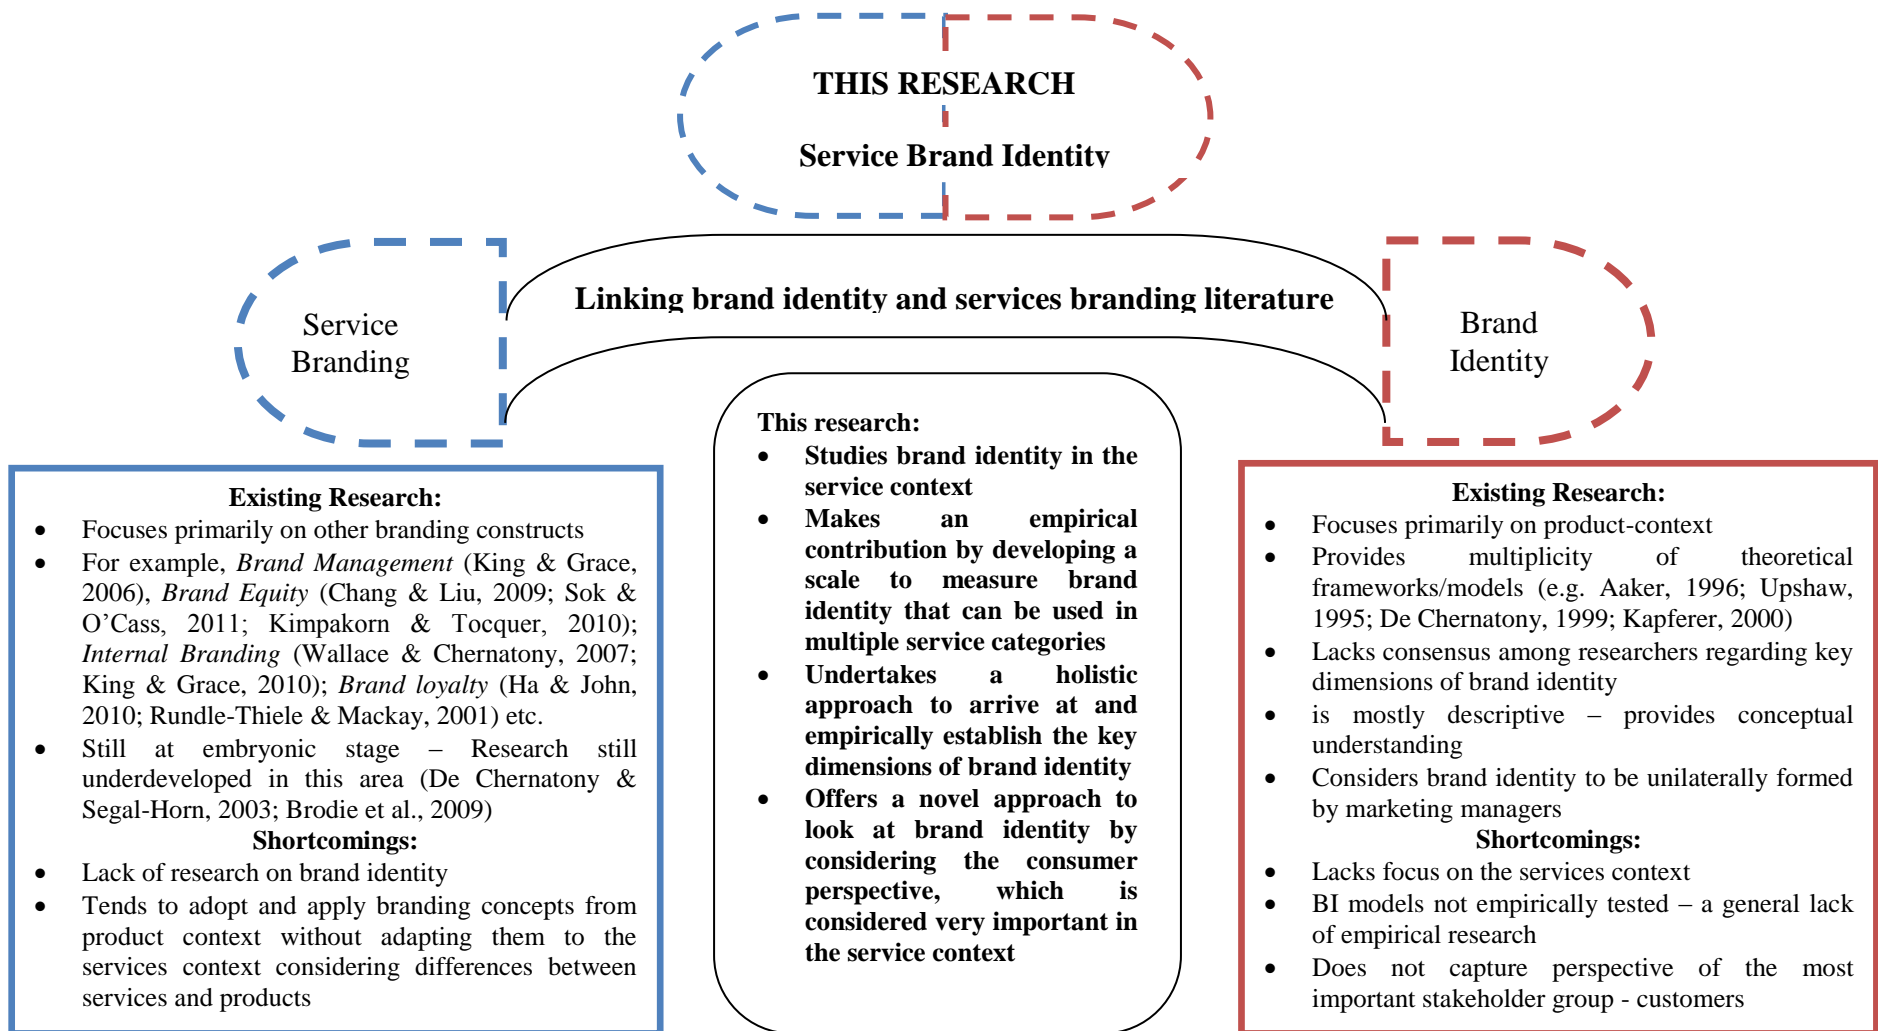 THIS RESEARCH
Service Brand Identity
Linking brand identity and services branding literature
Service
Branding
Brand
Identity
Existing Research:
• Focuses primarily on other branding constructs
• For example, Brand Management (King & Grace,
2006), Brand Equity (Chang & Liu, 2009; Sok &
O’Cass, 2011; Kimpakorn & Tocquer, 2010);
Internal Branding (Wallace & Chernatony, 2007;
King & Grace, 2010); Brand loyalty (Ha & John,
2010; Rundle-Thiele & Mackay, 2001) etc.
• Still at embryonic stage – Research still
underdeveloped in this area (De Chernatony &
Segal-Horn, 2003; Brodie et al., 2009)
Shortcomings:
• Lack of research on brand identity
• Tends to adopt and apply branding concepts from
product context without adapting them to the
services context considering differences between
services and products
This research:
• Studies brand identity in the
service context
• Makes an empirical
contribution by developing a
scale to measure brand
identity that can be used in
multiple service categories
• Undertakes a holistic
approach to arrive at and
empirically establish the key
dimensions of brand identity
• Offers a novel approach to
look at brand identity by
considering the consumer
perspective, which is
considered very important in
the service context
Existing Research:
• Focuses primarily on product-context
• Provides multiplicity of theoretical
frameworks/models (e.g. Aaker, 1996; Upshaw,
1995; De Chernatony, 1999; Kapferer, 2000)
• Lacks consensus among researchers regarding key
dimensions of brand identity
• is mostly descriptive – provides conceptual
understanding
• Considers brand identity to be unilaterally formed
by marketing managers
Shortcomings:
• Lacks focus on the services context
• BI models not empirically tested – a general lack
of empirical research
• Does not capture perspective of the most
important stakeholder group - customers